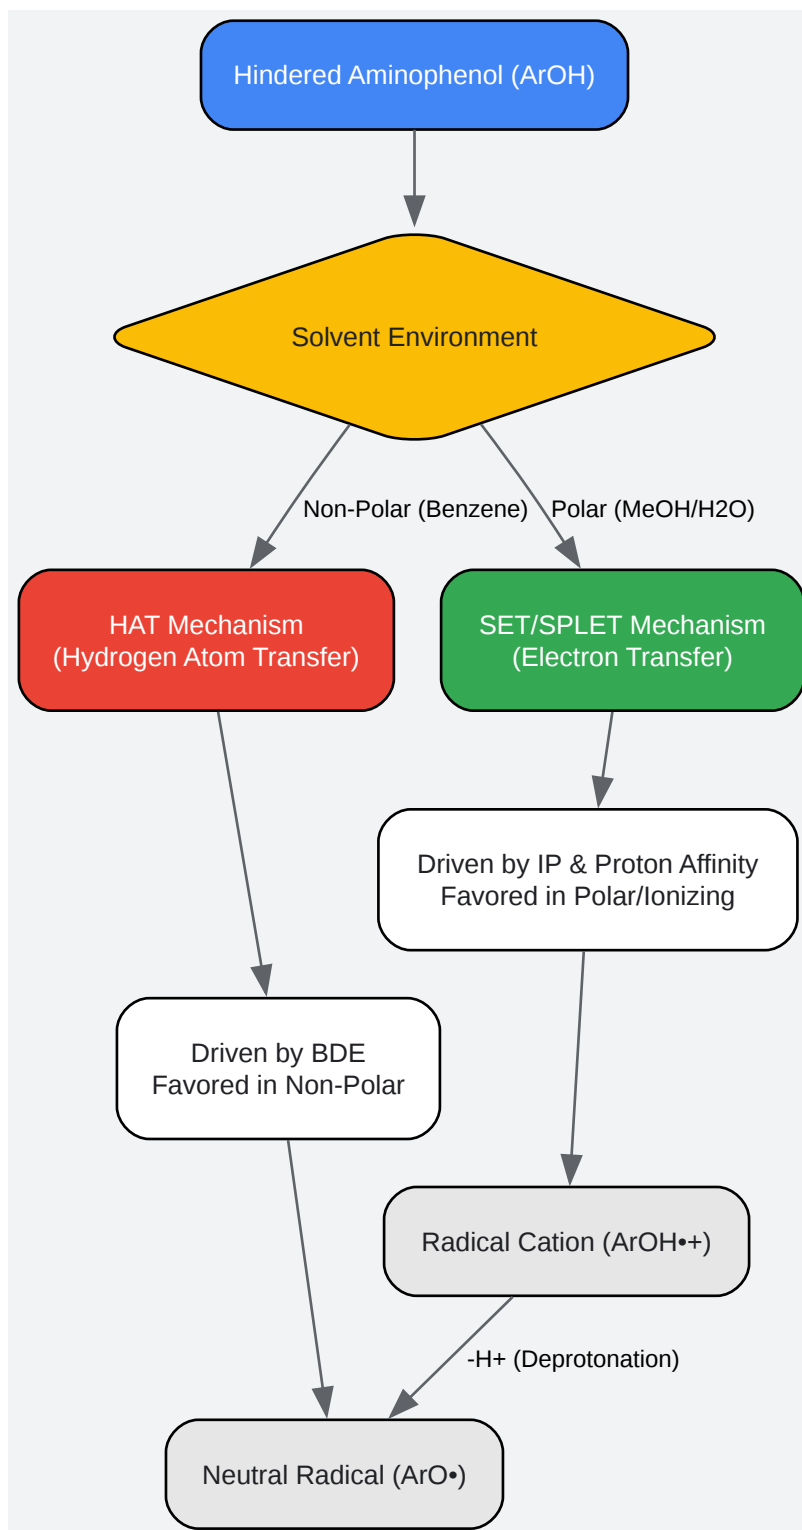 Hindered Aminophenol (ArOH)
Solvent Environment
Non-Polar (Benzene)
Polar (MeOH/H2O)
HAT Mechanism
(Hydrogen Atom Transfer)
SET/SPLET Mechanism
(Electron Transfer)
Driven by IP & Proton Affinity
Favored in Polar/Ionizing
Driven by BDE
Favored in Non-Polar
Radical Cation (ArOH•+)
-H+ (Deprotonation)
Neutral Radical (ArO•)